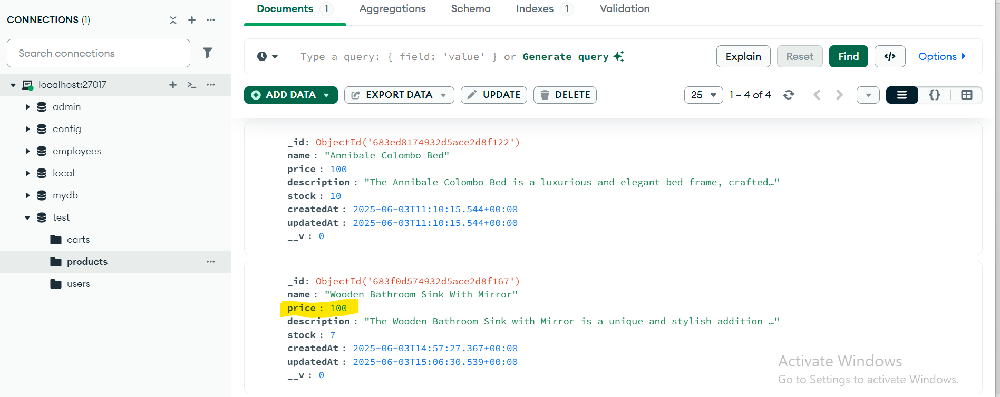 CONNECTIONS (1)
Search connections
localhost:27017
admin
config
employees
local
mydb
test
carts
products
users
Documents 1 Aggregations Schema Indexes 1 Validation
Type a query: { field: 'value' } or Generate query
Explain Reset Find </> Options
ADD DATA EXPORT DATA UPDATE DELETE 25 1 – 4 of 4 {}
_id: ObjectId('683ed8174932d5ace2d8f122')
name : "Annibale Colombo Bed"
price : 100
description : "The Annibale Colombo Bed is a luxurious and elegant bed frame, crafted…"
stock : 10
createdAt : 2025-06-03T11:10:15.544+00:00
updatedAt : 2025-06-03T11:10:15.544+00:00
__v : 0
_id: ObjectId('683f0d574932d5ace2d8f167')
name : "Wooden Bathroom Sink With Mirror"
price : 100
description : "The Wooden Bathroom Sink with Mirror is a unique and stylish addition …"
stock : 7
createdAt : 2025-06-03T14:57:27.367+00:00
updatedAt : 2025-06-03T15:06:30.539+00:00
__v : 0
Activate Windows
Go to Settings to activate Windows.